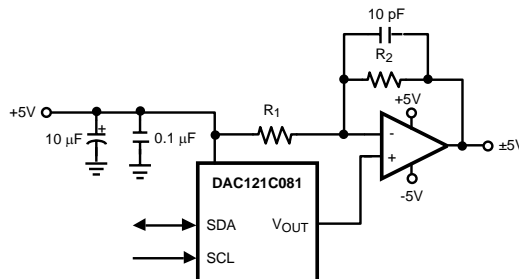 10 pF
R2
R1
+5V
+5V
10 µF
+
0.1 µF
-
+
±5V
-5V
DAC121C081
SDA
VOUT
SCL